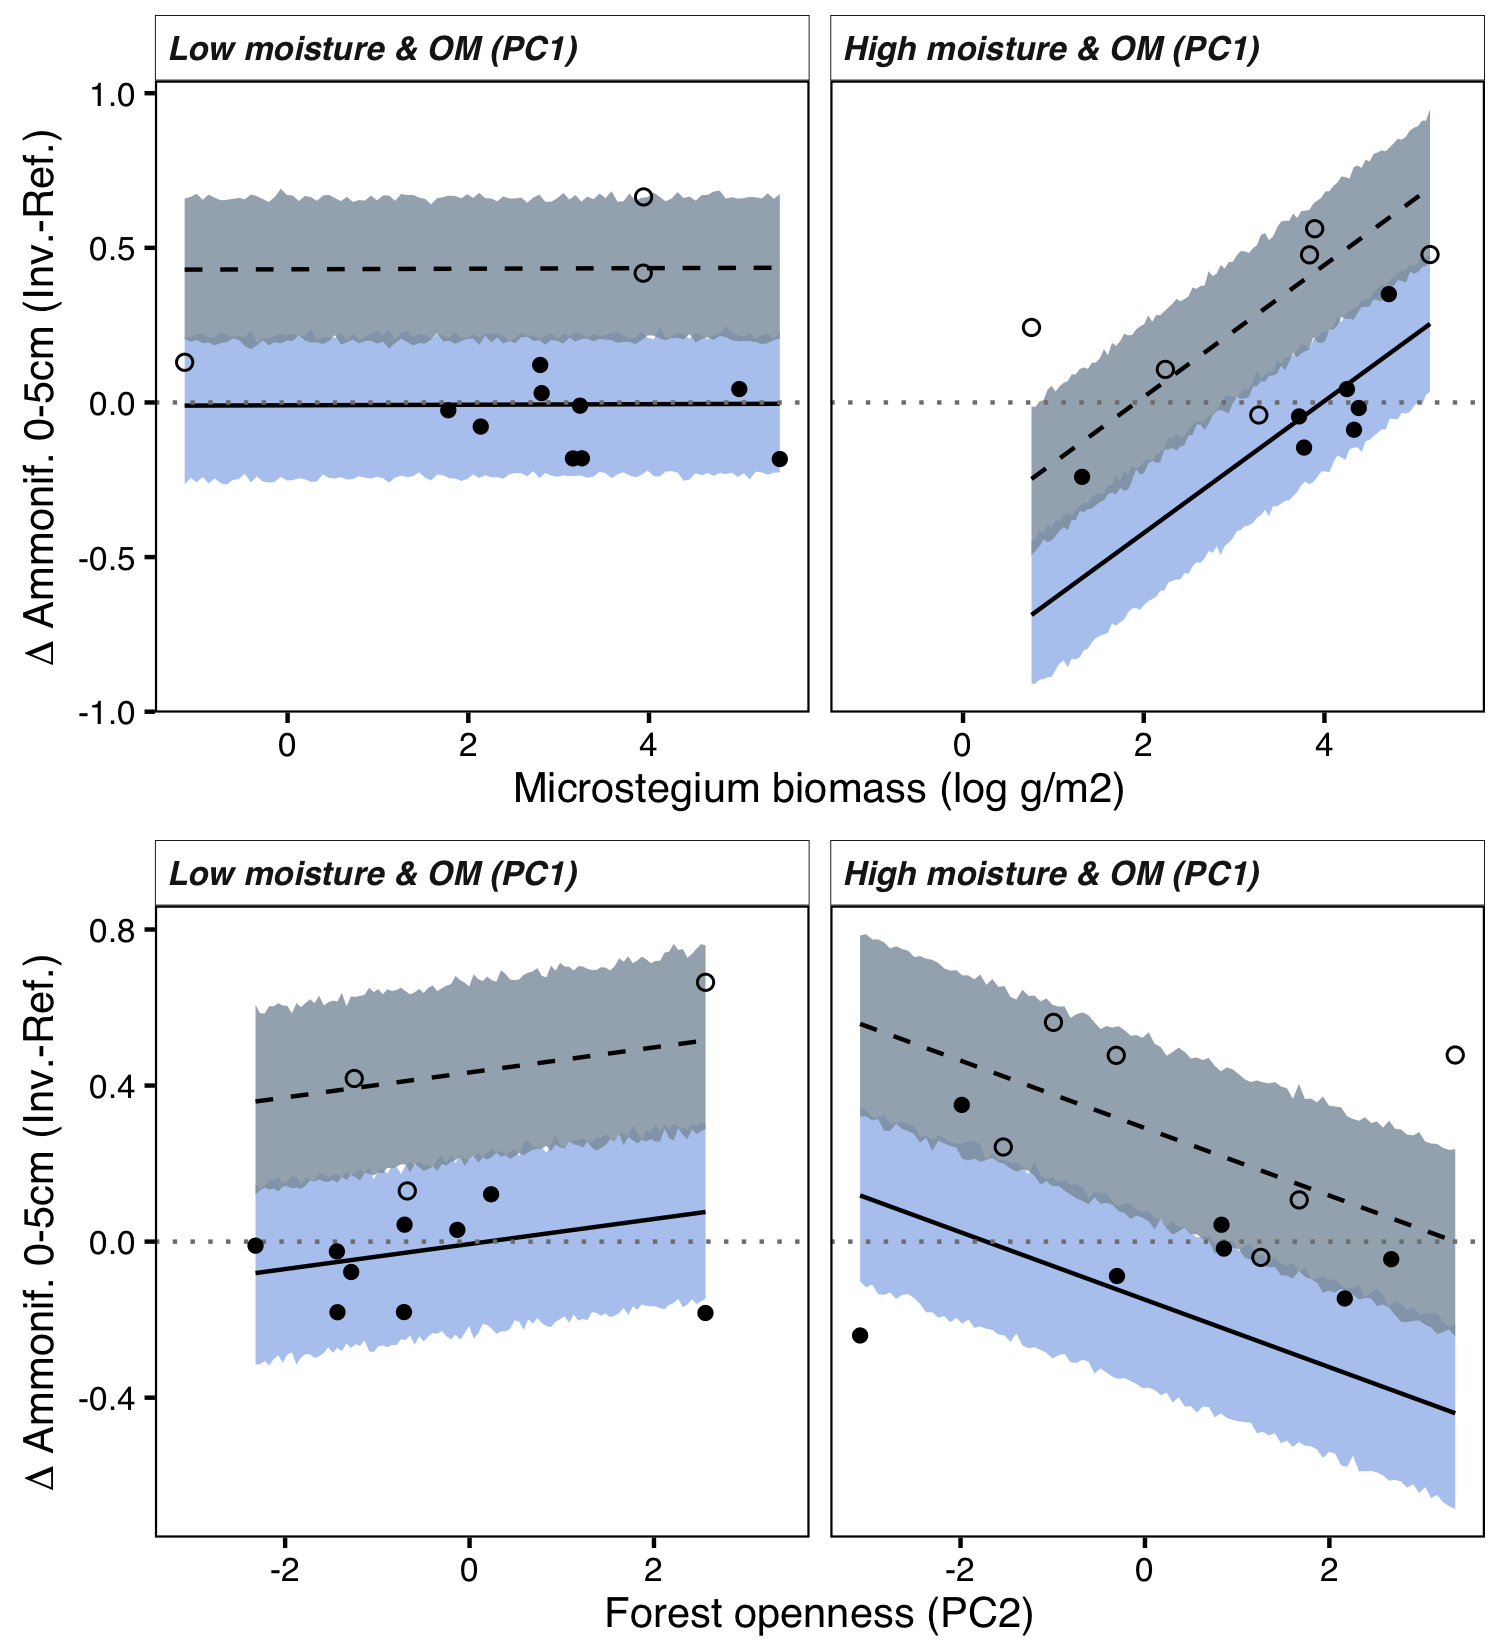 Low moisture & OM (PC1)
High moisture & OM (PC1)
Δ Ammonif. 0-5cm (Inv.-Ref.)
1.0
0.5
0.0
-0.5
-1.0
0 2 4
0 2 4
Microstegium biomass (log g/m2)
Low moisture & OM (PC1)
High moisture & OM (PC1)
Δ Ammonif. 0-5cm (Inv.-Ref.)
0.8
0.4
0.0
-0.4
-2 0 2
-2 0 2
Forest openness (PC2)